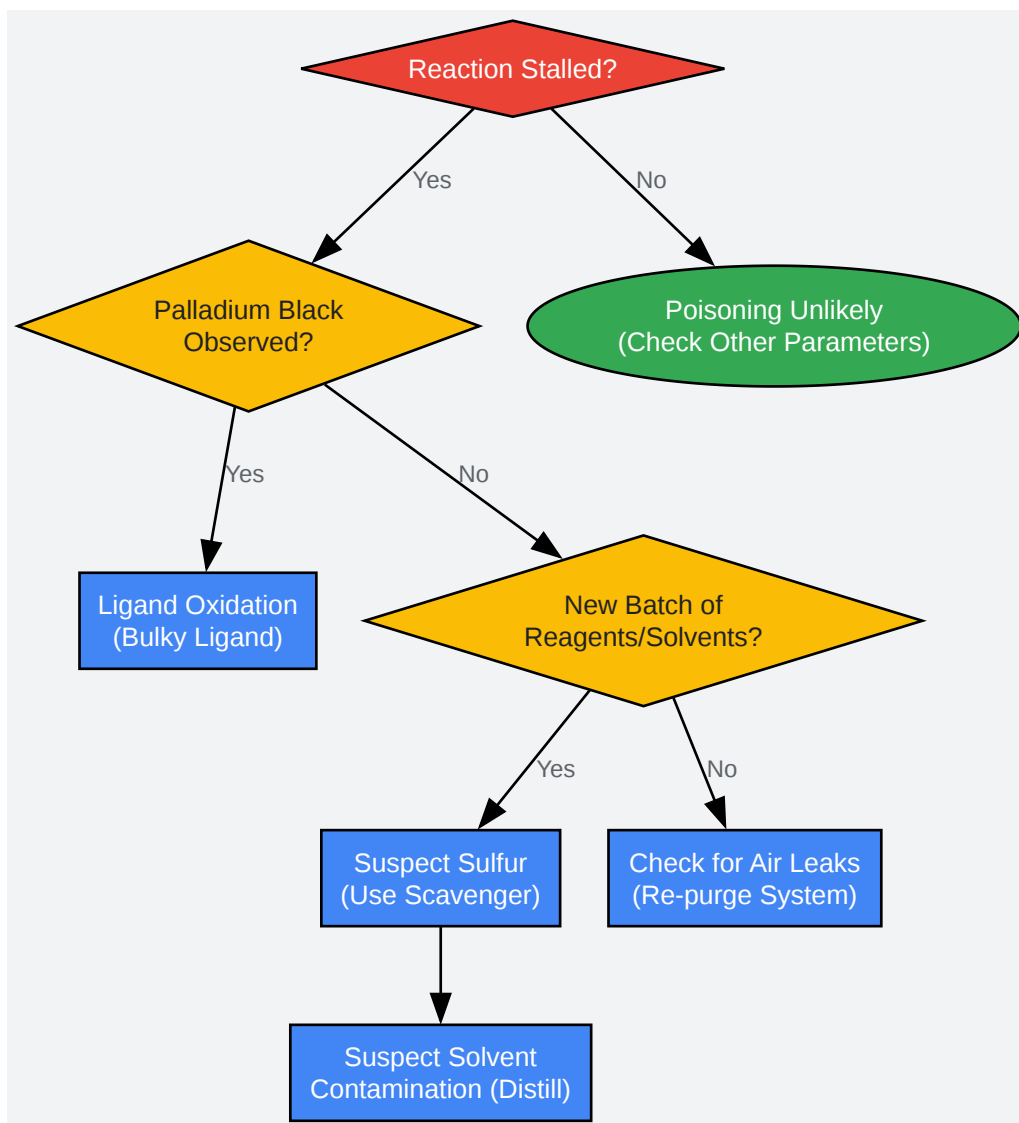 Reaction Stalled?
Yes
No
Palladium Black
Observed?
Poisoning Unlikely
(Check Other Parameters)
Yes
No
Ligand Oxidation
(Bulky Ligand)
New Batch of
Reagents/Solvents?
Yes
No
Suspect Sulfur
(Use Scavenger)
Check for Air Leaks
(Re-purge System)
Suspect Solvent
Contamination (Distill)